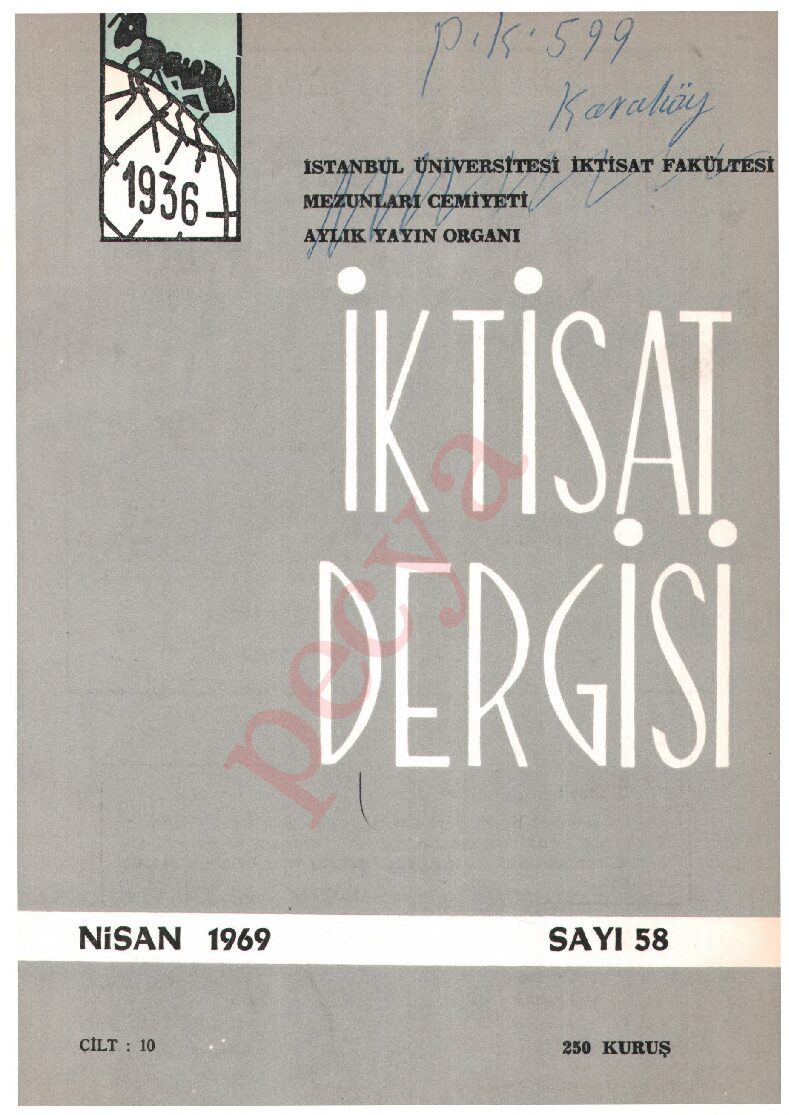 P.K. 599
Karaköy
1936
İSTANBUL ÜNİVERSİTESİ İKTİSAT FAKÜLTESİ
MEZUNLARI CEMİYETİ
AYLIK YAYIN ORGANI
İKTİSAT
DERGİSİ
pecya
NİSAN 1969 SAYI 58
CİLT : 10 250 KURUŞ